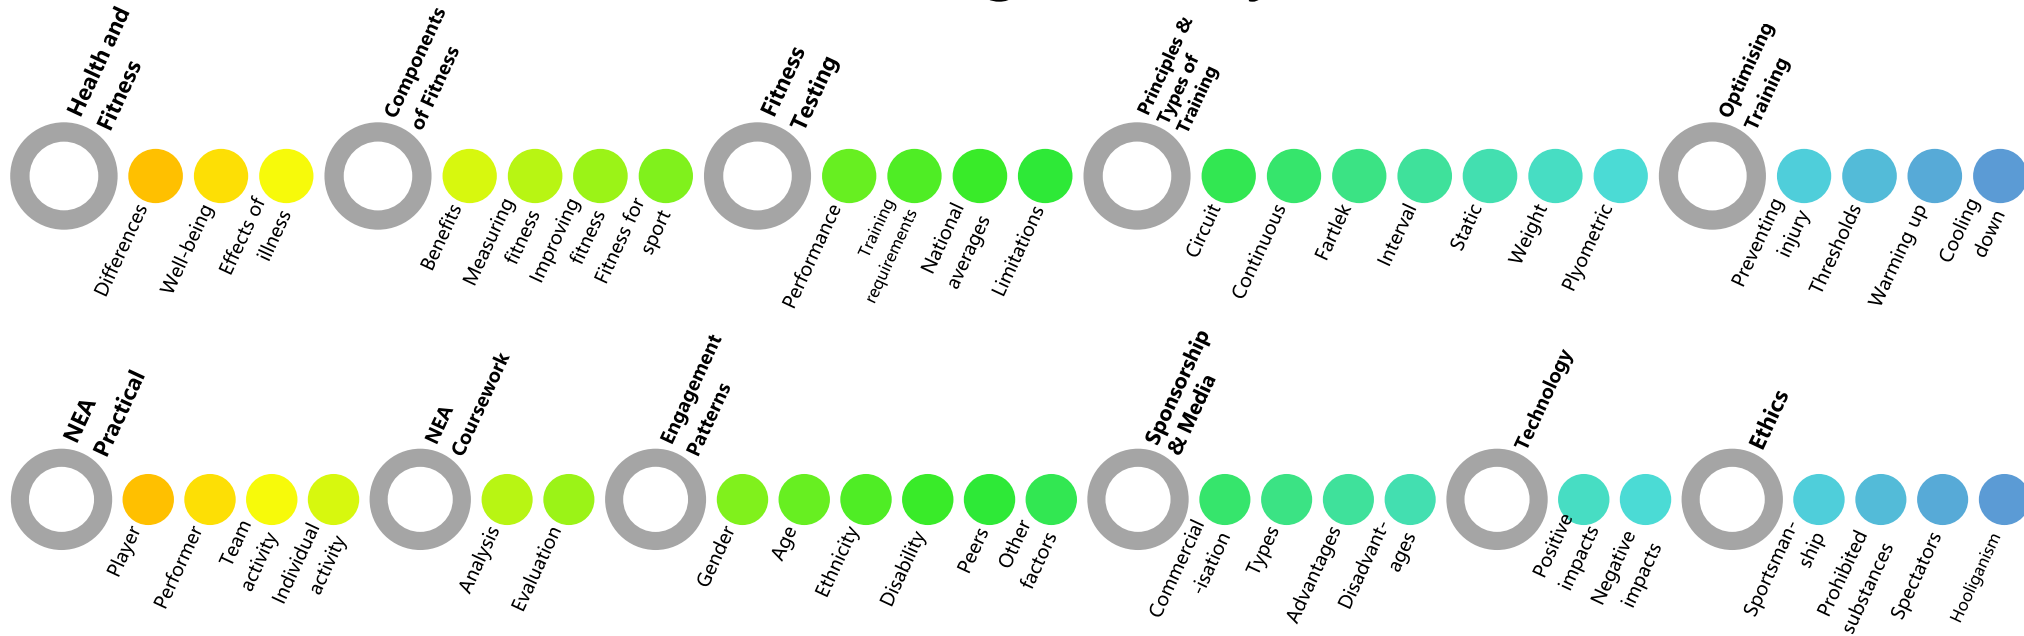 Health and
Fitness
Differences
Well-being
Effects of
illness
Components
of Fitness
Benefits
Measuring
fitness
Improving
fitness
Fitness for
sport
Fitness
Testing
Performance
Training
requirements
National
averages
Limitations
Principles &
Types of
Training
Circuit
Continuous
Fartlek
Interval
Static
Weight
Plyometric
Optimising
Training
Preventing
injury
Thresholds
Warming up
Cooling
down
NEA
Practical
Player
Performer
Team
activity
Individual
activity
NEA
Coursework
Analysis
Evaluation
Engagement
Patterns
Gender
Age
Ethnicity
Disability
Peers
Other
factors
Sponsorship
& Media
Commercial
-isation
Types
Advantages
Disadvant-
ages
Technology
Positive
impacts
Negative
impacts
Ethics
Sportsman-
ship
Prohibited
substances
Spectators
Hooliganism